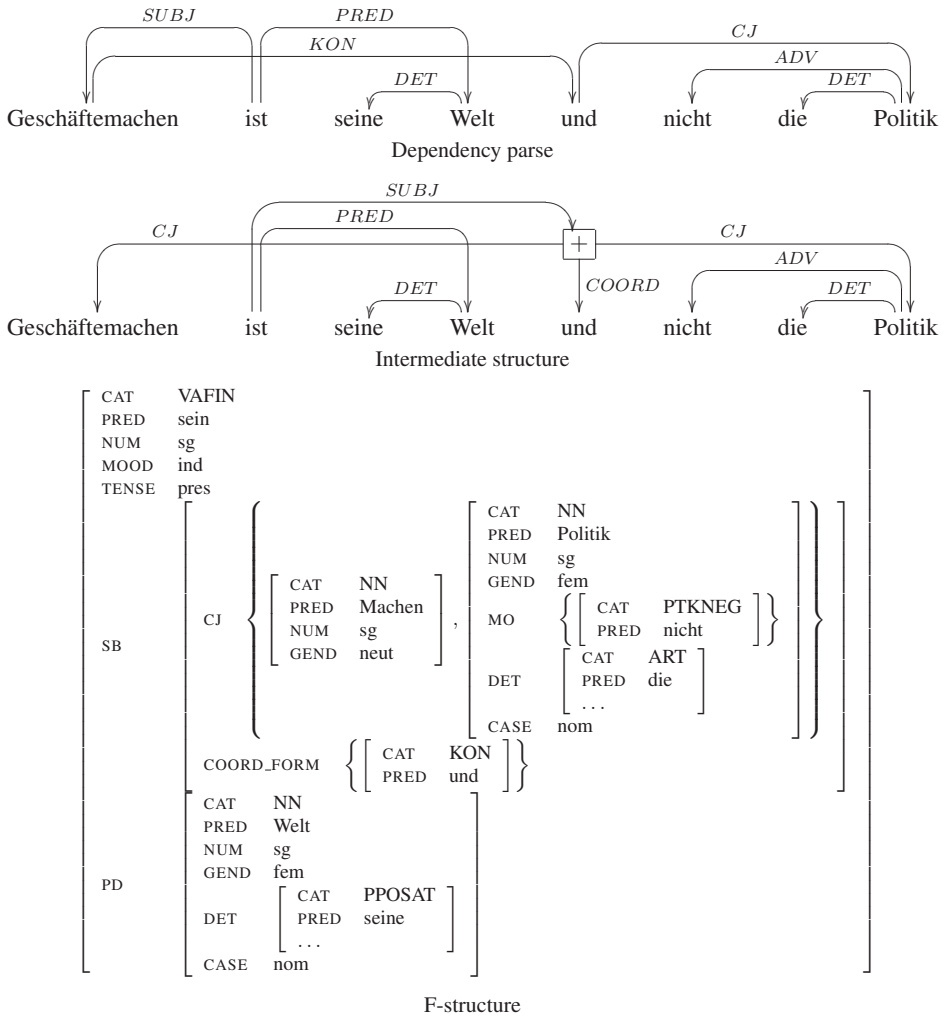 SUBJ PRED
KON CJ
ADV
DET DET
Geschäftemachen ist seine Welt und nicht die Politik
Dependency parse
SUBJ
PRED
CJ + CJ
ADV
DET COORD DET
Geschäftemachen ist seine Welt und nicht die Politik
Intermediate structure
CAT VAFIN
PRED sein
NUM sg
MOOD ind
TENSE pres
SB
CJ
CAT NN
PRED Machen
NUM sg
GEND neut
,
CAT NN
PRED Politik
NUM sg
GEND fem
MO
CAT PTKNEG
PRED nicht
DET
CAT ART
PRED die
...
CASE nom
COORD_FORM
CAT KON
PRED und
PD
CAT NN
PRED Welt
NUM sg
GEND fem
DET
CAT PPOSAT
PRED seine
...
CASE nom
F-structure